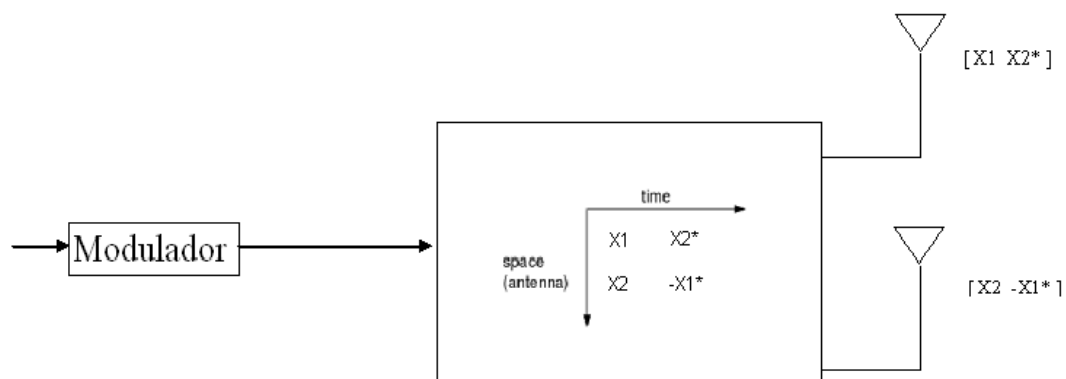 [X1 X2*]
time
Modulador
X1 X2*
space
(antenna)
X2 -X1*
[X2 -X1*]